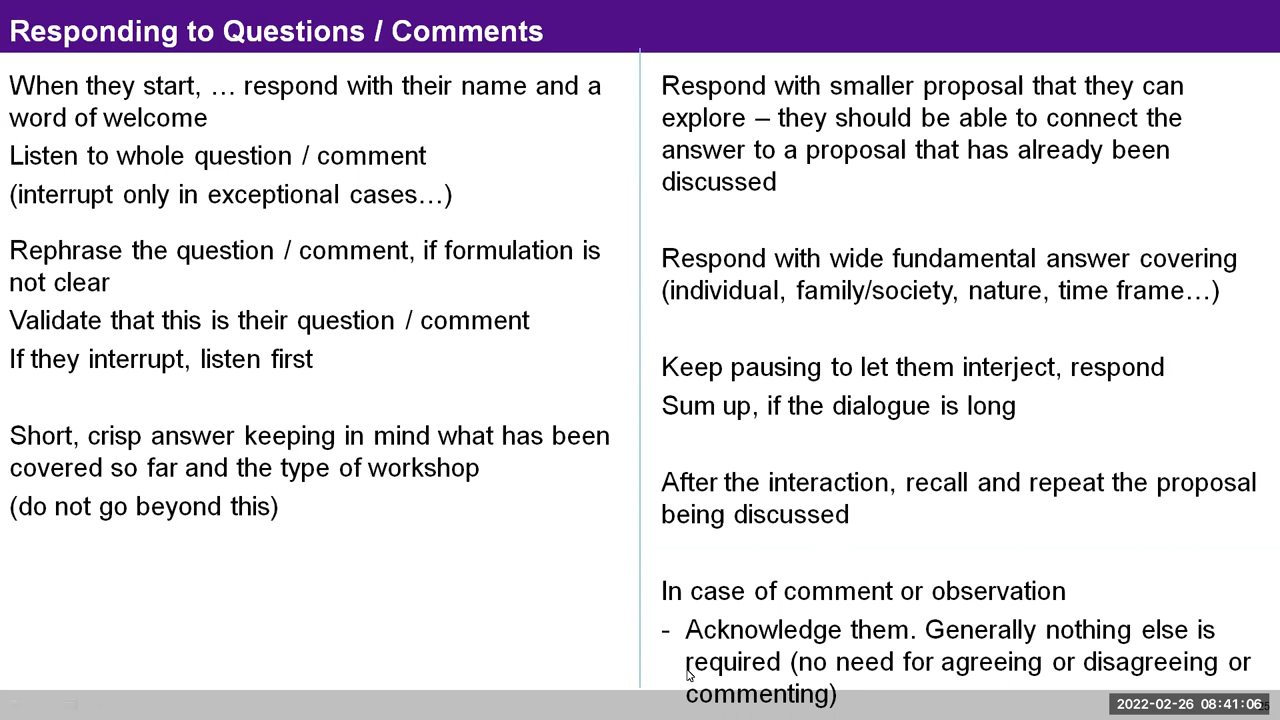 Responding to Questions / Comments
When they start, … respond with their name and a
word of welcome
Listen to whole question / comment
(interrupt only in exceptional cases…)
Rephrase the question / comment, if formulation is
not clear
Validate that this is their question / comment
If they interrupt, listen first
Short, crisp answer keeping in mind what has been
covered so far and the type of workshop
(do not go beyond this)
Respond with smaller proposal that they can
explore – they should be able to connect the
answer to a proposal that has already been
discussed
Respond with wide fundamental answer covering
(individual, family/society, nature, time frame…)
Keep pausing to let them interject, respond
Sum up, if the dialogue is long
After the interaction, recall and repeat the proposal
being discussed
In case of comment or observation
- Acknowledge them. Generally nothing else is
required (no need for agreeing or disagreeing or
commenting)
2022-02-26 08:41:06